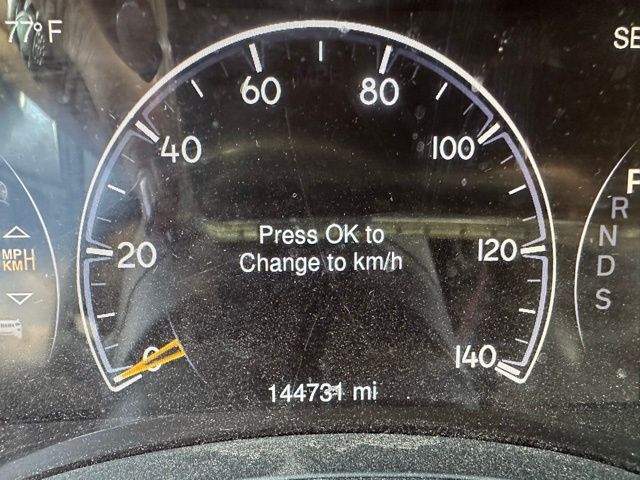 77°F
SE
60 80
40 100
MPH
KMH
20 120
0 140
Press OK to
Change to km/h
P
R
N
D
S
144731 mi